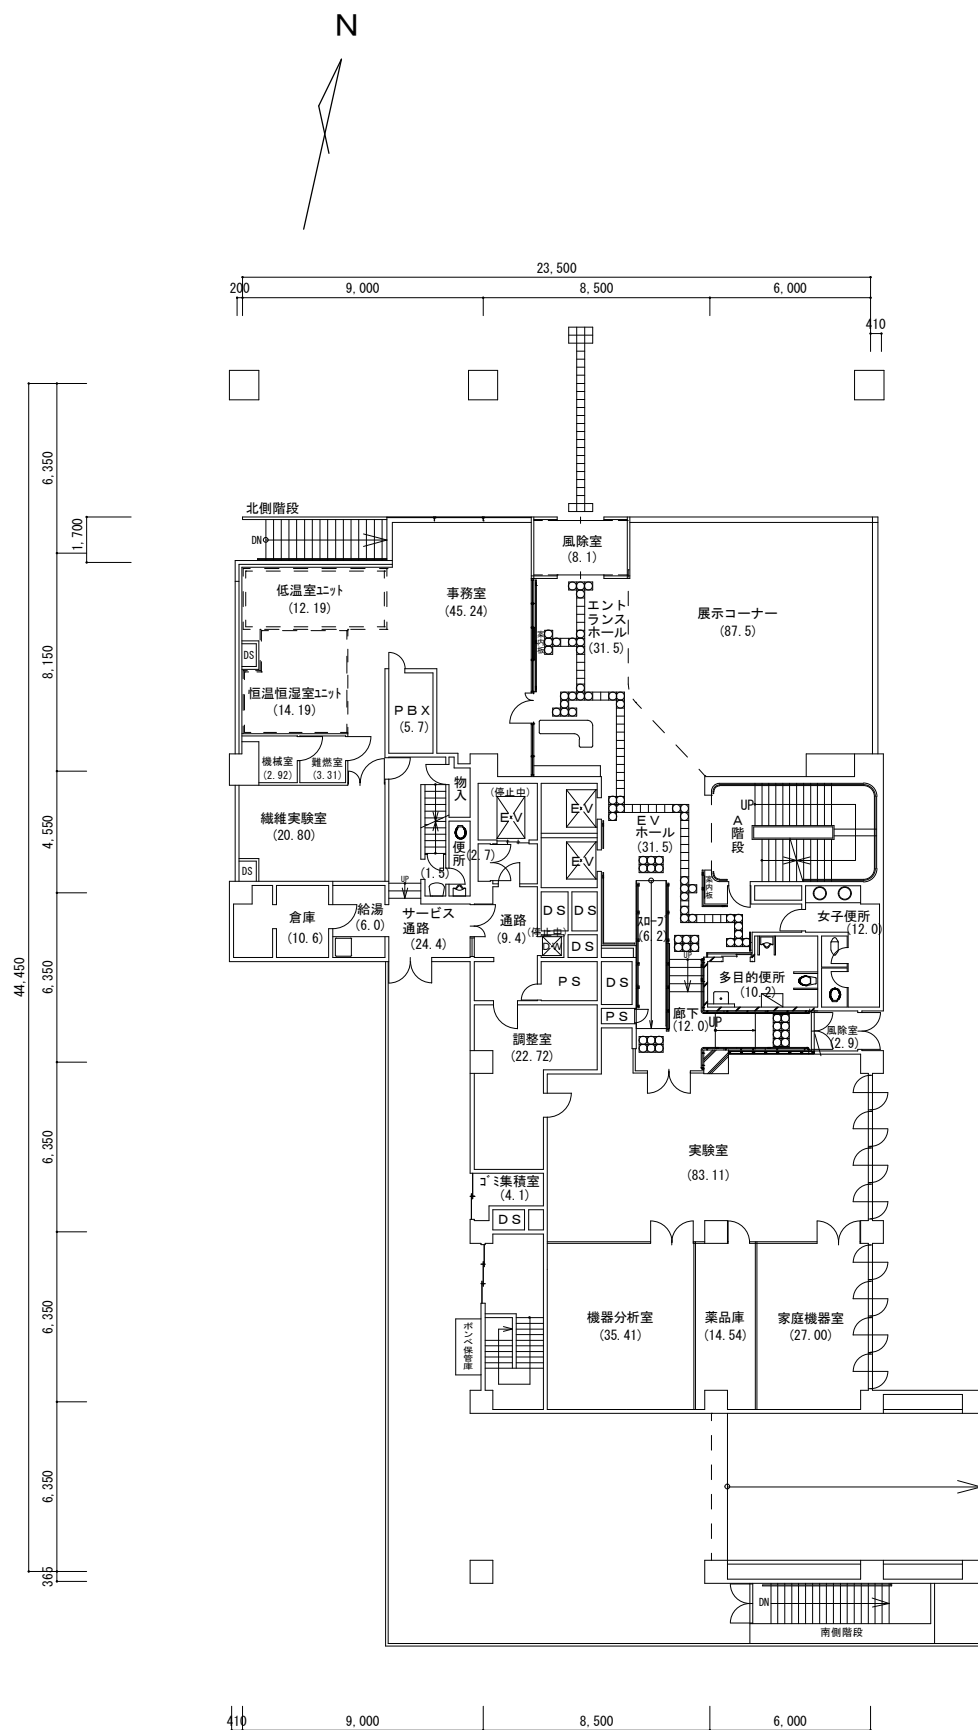 N
23,500
200
9,000
8,500
6,000
410
6,350
1,700
8,150
4,550
6,350
44,450
6,350
6,350
6,350
365
北側階段
DN
風除室
(8.1)
低温室ﾕﾆｯﾄ
(12.19)
事務室
(45.24)
エント
ランス
ホール
(31.5)
案内板
展示コーナー
(87.5)
DS
恒温恒湿室ﾕﾆｯﾄ
(14.19)
ＰＢＸ
(5.7)
機械室
(2.92)
難燃室
(3.31)
物入
(停止中)
E・V
E・V
UP
Ａ階段
繊維実験室
(20.80)
便所
(2.7)
(1.5)
ＥＶ
ホール
(31.5)
E・V
DS
UP
案内板
倉庫
(10.6)
給湯
(6.0)
サービス
通路
(24.4)
通路
(9.4)
ＤＳ
ＤＳ
(停止中)
D・W
ＤＳ
ｽﾛｰﾌﾟ
(6.2)
女子便所
(12.0)
UP
ＰＳ
ＤＳ
多目的便所
(10.2)
ＰＳ
廊下
(12.0)
UP
風除室
(2.9)
調整室
(22.72)
実験室
(83.11)
ｺﾞﾐ集積室
(4.1)
ＤＳ
機器分析室
(35.41)
薬品庫
(14.54)
家庭機器室
(27.00)
ボンベ保管庫
DN
南側階段
410
9,000
8,500
6,000